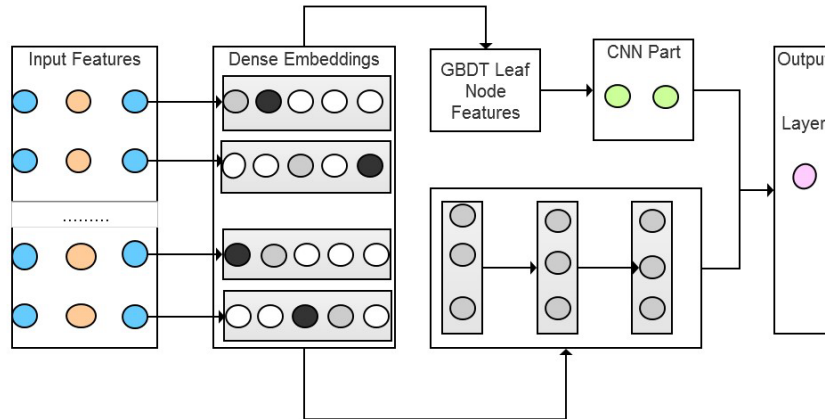 Input Features
.........
Dense Embeddings
GBDT Leaf
Node
Features
CNN Part
Output
Layer